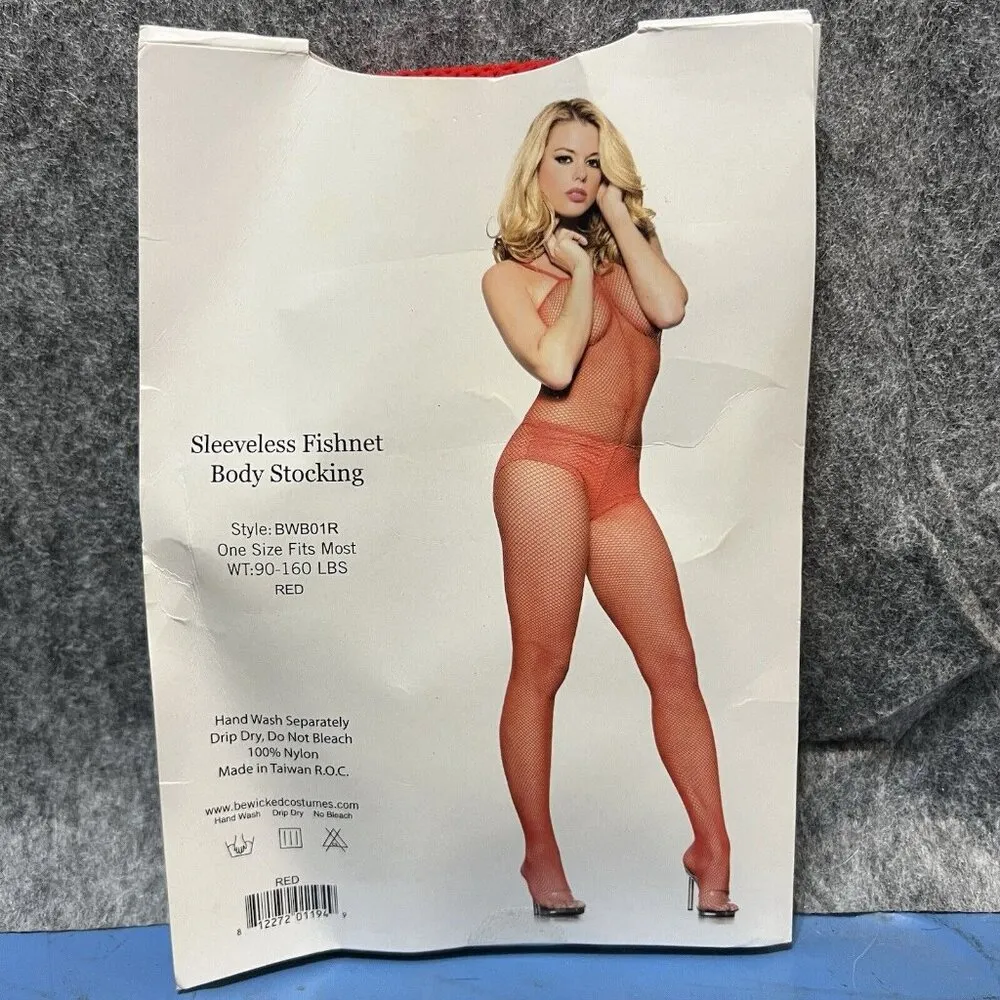 Sleeveless Fishnet
Body Stocking
Style: BWB01R
One Size Fits Most
WT:90-160 LBS
RED
Hand Wash Separately
Drip Dry, Do Not Bleach
100% Nylon
Made in Taiwan R.O.C.
www.bewickedcostumes.com
Hand Wash Drip Dry No Bleach
RED
8 12272 01194 9